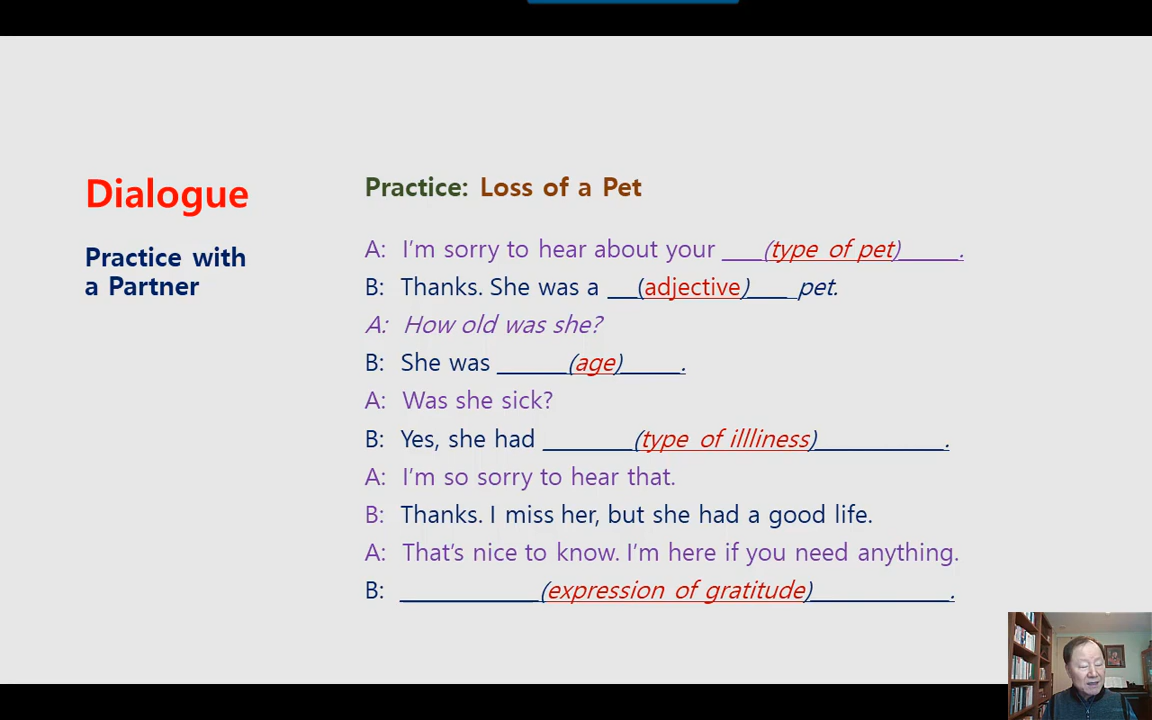 Dialogue
Practice with
a Partner
Practice: Loss of a Pet
A: I'm sorry to hear about your ___(type of pet)_____.
B: Thanks. She was a __(adjective)____ pet.
A: How old was she?
B: She was ______(age)_____.
A: Was she sick?
B: Yes, she had ________(type of illliness)___________.
A: I'm so sorry to hear that.
B: Thanks. I miss her, but she had a good life.
A: That's nice to know. I'm here if you need anything.
B: ____________(expression of gratitude)____________.